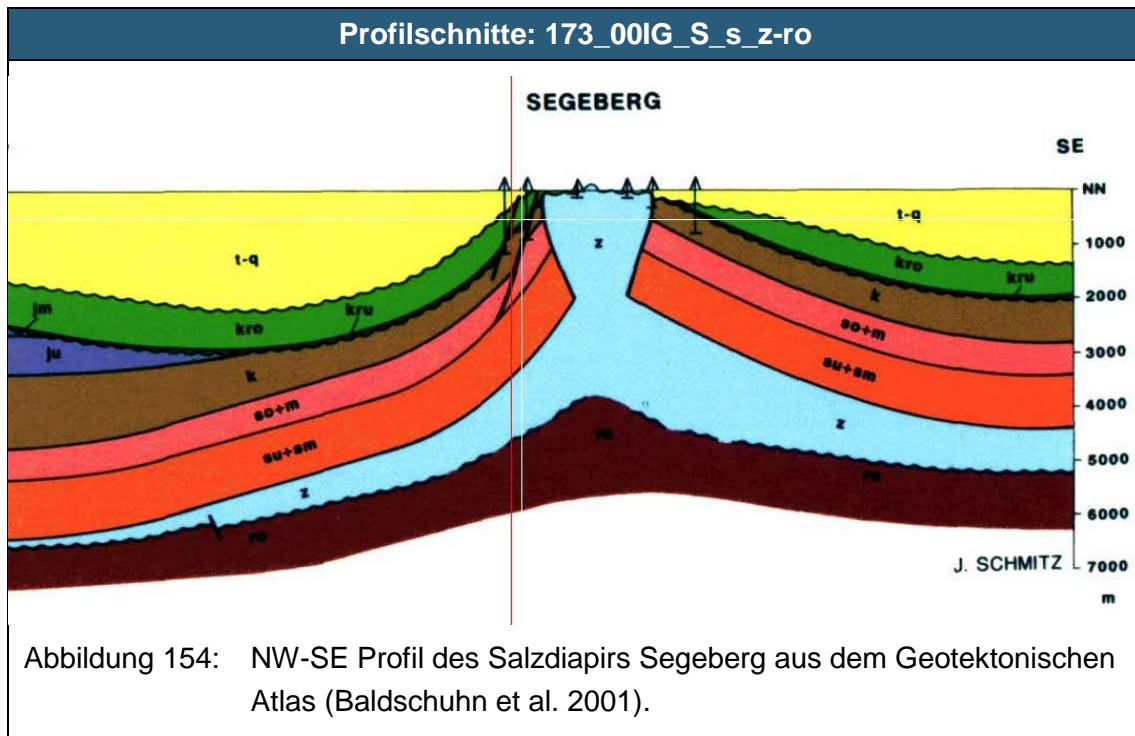 Profilschnitte: 173_00IG_S_s_z-ro
SEGEBERG
SE
NN
t-q
t-q
z
1000
kro
kru
k
2000
jm
kro
kru
so+m
ju
3000
k
su+sm
4000
so+m
ro
z
su+sm
5000
ro
z
6000
ro
J. SCHMITZ
7000
m
Abbildung 154: NW-SE Profil des Salzdiapirs Segeberg aus dem Geotektonischen
Atlas (Baldschuhn et al. 2001).